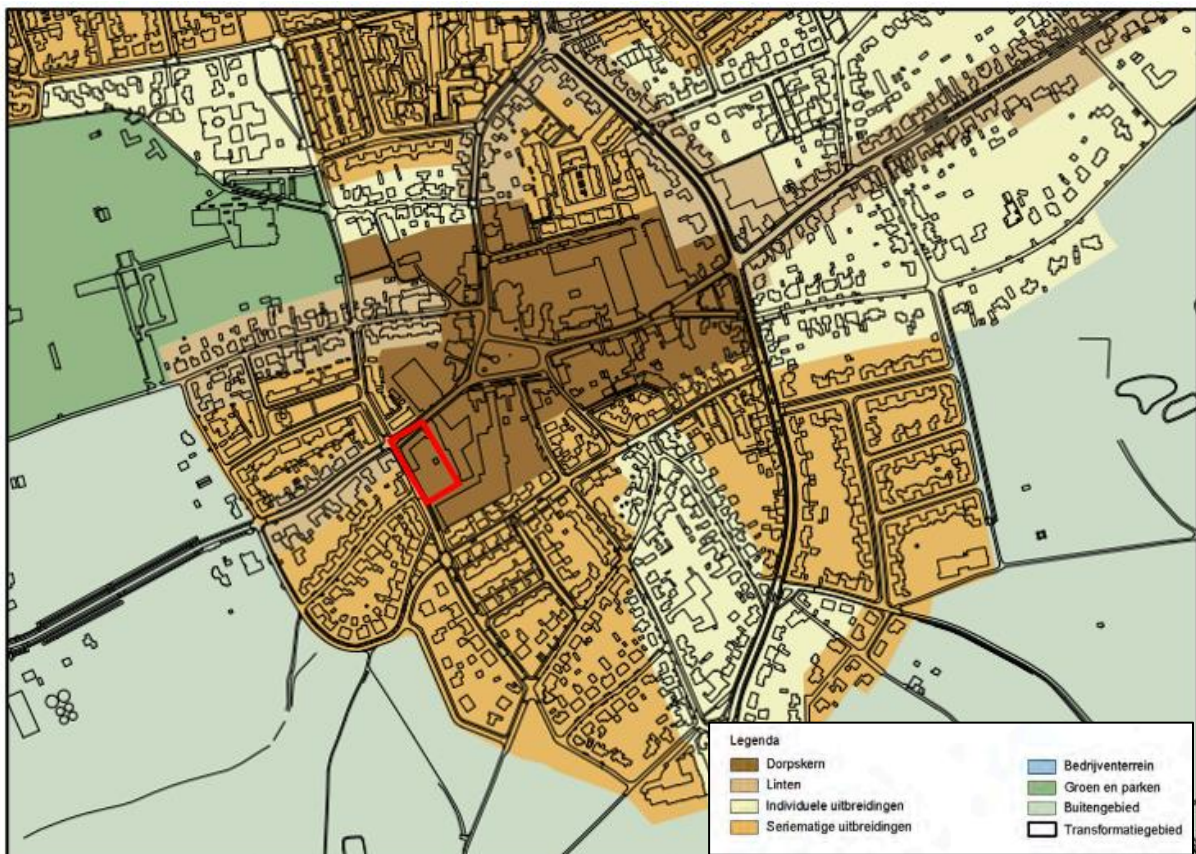 Legenda
Dorpskern
Linten
Individuele uitbreidingen
Seriematige uitbreidingen
Bedrijventerrein
Groen en parken
Buitengebied
Transformatiegebied